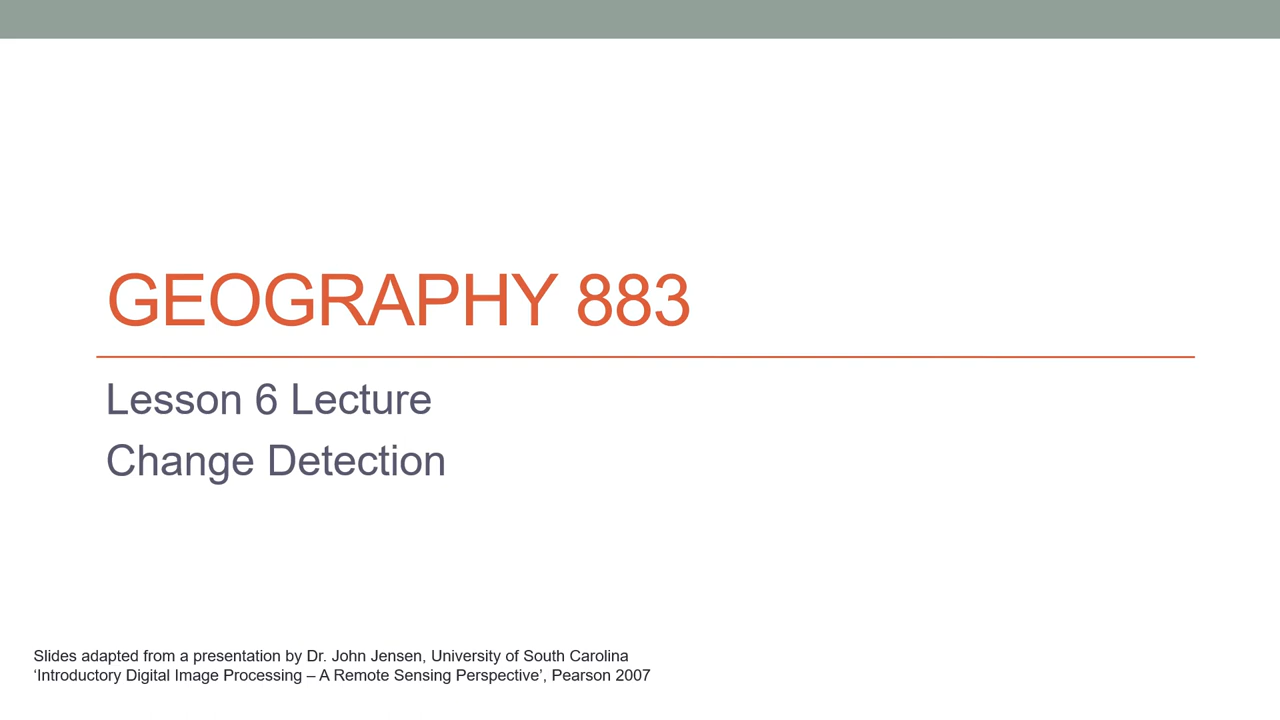 GEOGRAPHY 883
Lesson 6 Lecture
Change Detection
Slides adapted from a presentation by Dr. John Jensen, University of South Carolina
‘Introductory Digital Image Processing – A Remote Sensing Perspective’, Pearson 2007